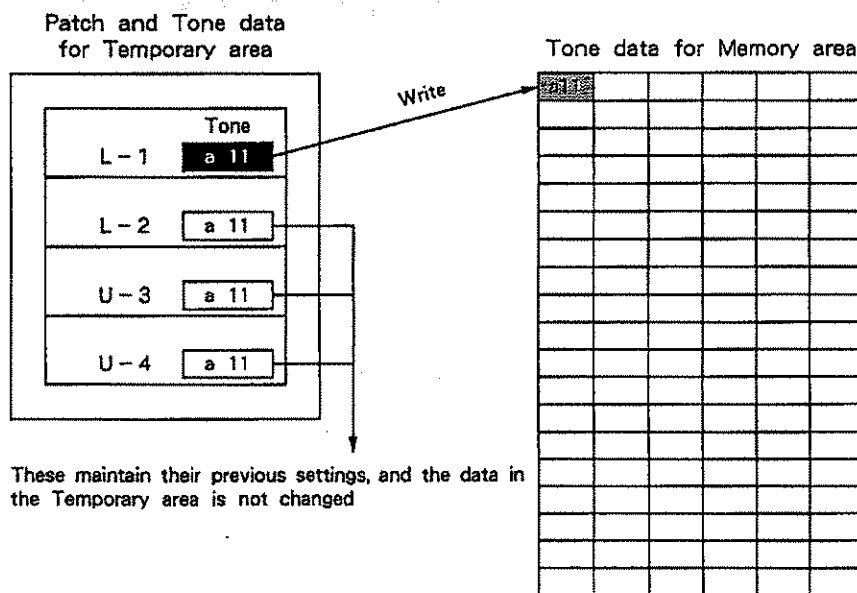 Patch and Tone data
for Temporary area
Tone data for Memory area
Write
a11
Tone
L-1 a 11
L-2 a 11
U-3 a 11
U-4 a 11
These maintain their previous settings, and the data in
the Temporary area is not changed